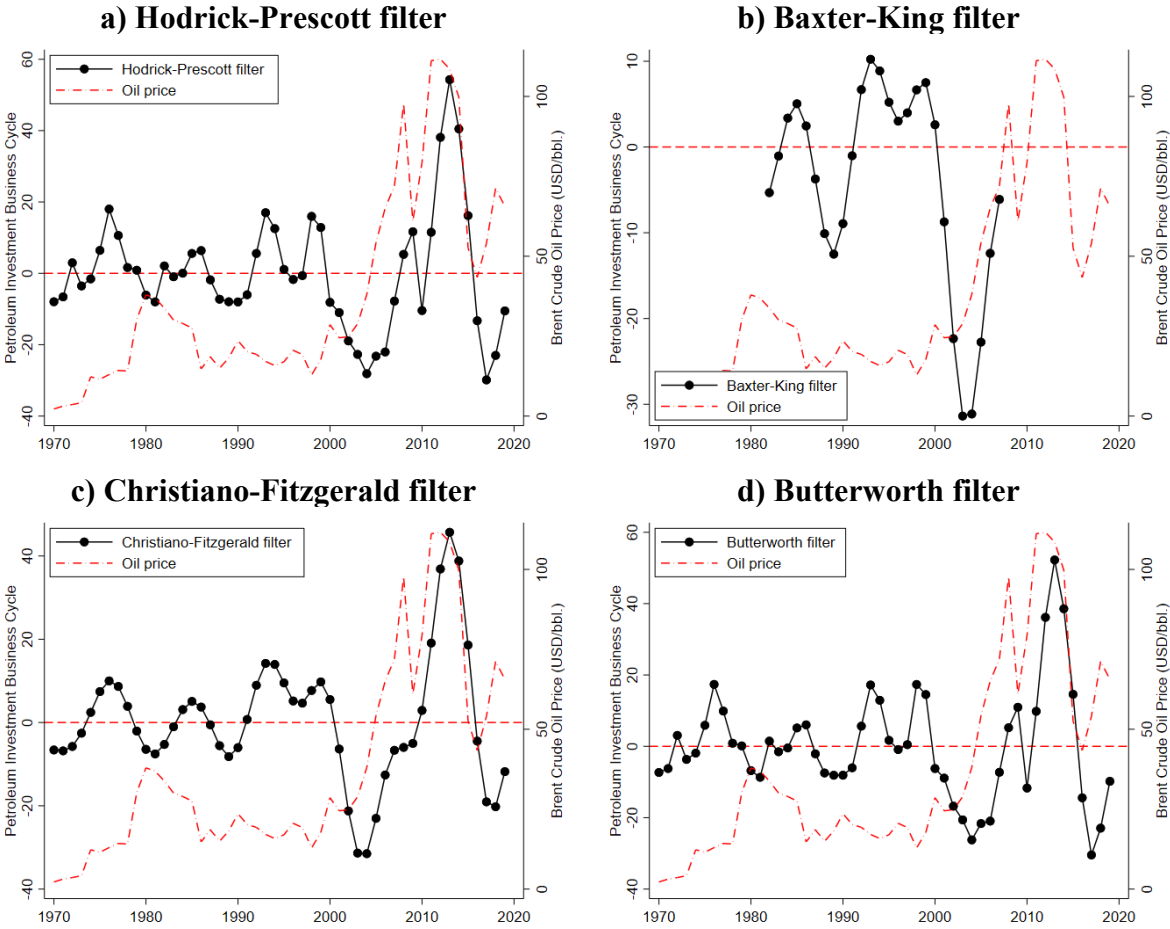 a) Hodrick-Prescott filter
Petroleum Investment Business Cycle
60
40
20
0
-20
-40
Hodrick-Prescott filter
Oil price
100
50
0
Brent Crude Oil Price (USD/bbl.)
1970 1980 1990 2000 2010 2020
b) Baxter-King filter
Petroleum Investment Business Cycle
10
0
-10
-20
-30
Baxter-King filter
Oil price
100
50
0
Brent Crude Oil Price (USD/bbl.)
1970 1980 1990 2000 2010 2020
c) Christiano-Fitzgerald filter
Petroleum Investment Business Cycle
40
20
0
-20
-40
Christiano-Fitzgerald filter
Oil price
100
50
0
Brent Crude Oil Price (USD/bbl.)
1970 1980 1990 2000 2010 2020
d) Butterworth filter
Petroleum Investment Business Cycle
60
40
20
0
-20
-40
Butterworth filter
Oil price
100
50
0
Brent Crude Oil Price (USD/bbl.)
1970 1980 1990 2000 2010 2020